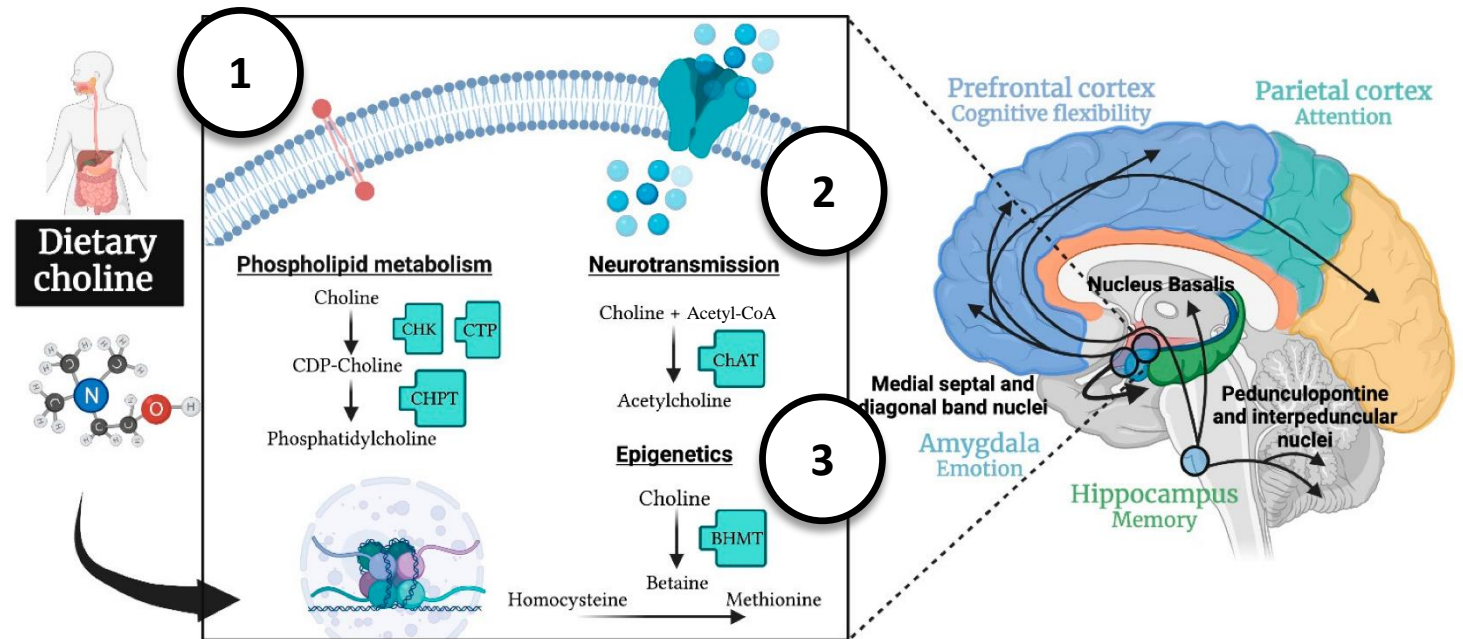 1
2
3
Dietary
choline
H
H
H
H
H
H
C
C
N
C
C
C
O
H
H
H
H
H
H
H
H
Phospholipid metabolism
Choline
CHK
CTP
CDP-Choline
CHPT
Phosphatidylcholine
Neurotransmission
Choline + Acetyl-CoA
ChAT
Acetylcholine
Epigenetics
Choline
BHMT
Betaine
Homocysteine
Methionine
Prefrontal cortex
Cognitive flexibility
Parietal cortex
Attention
Nucleus Basalis
Medial septal and
diagonal band nuclei
Amygdala
Emotion
Pedunculopontine
and interpeduncular
nuclei
Hippocampus
Memory